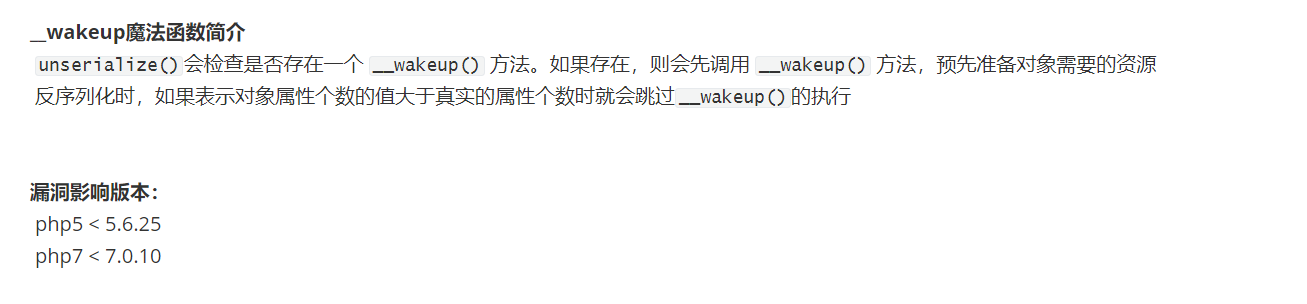 __wakeup魔法函数简介
unserialize()会检查是否存在一个 __wakeup() 方法。如果存在，则会先调用 __wakeup() 方法，预先准备对象需要的资源
反序列化时，如果表示对象属性个数的值大于真实的属性个数时就会跳过__wakeup()的执行
漏洞影响版本：
php5 < 5.6.25
php7 < 7.0.10